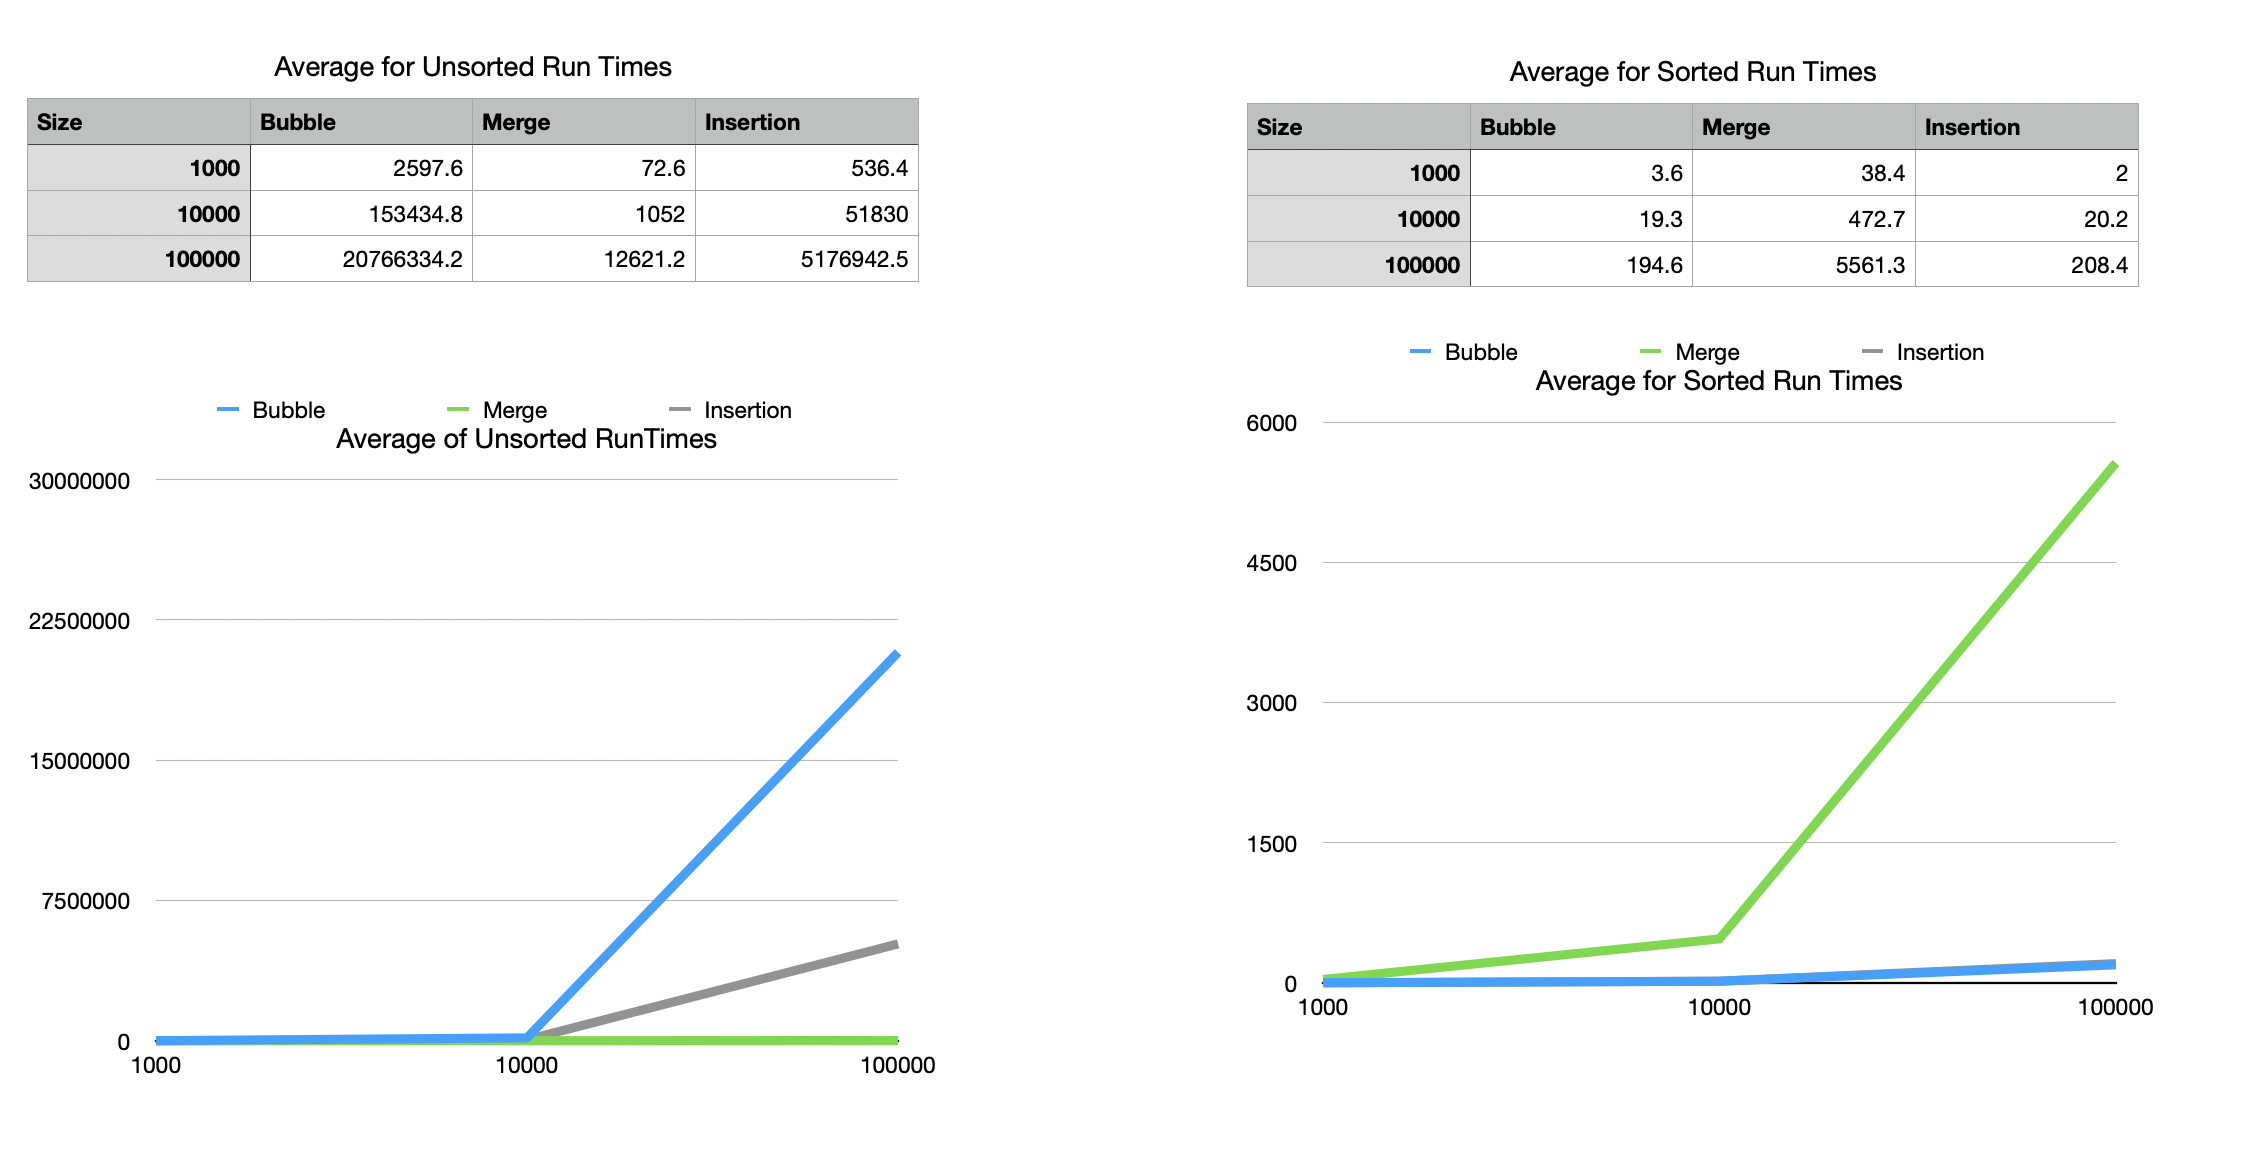 Average for Unsorted Run Times
Size Bubble Merge Insertion
1000 2597.6 72.6 536.4
10000 153434.8 1052 51830
100000 20766334.2 12621.2 5176942.5
Bubble Merge Insertion
Average of Unsorted RunTimes
30000000
22500000
15000000
7500000
0
1000 10000 100000
Average for Sorted Run Times
Size Bubble Merge Insertion
1000 3.6 38.4 2
10000 19.3 472.7 20.2
100000 194.6 5561.3 208.4
Bubble Merge Insertion
Average for Sorted Run Times
6000
4500
3000
1500
0
1000 10000 100000